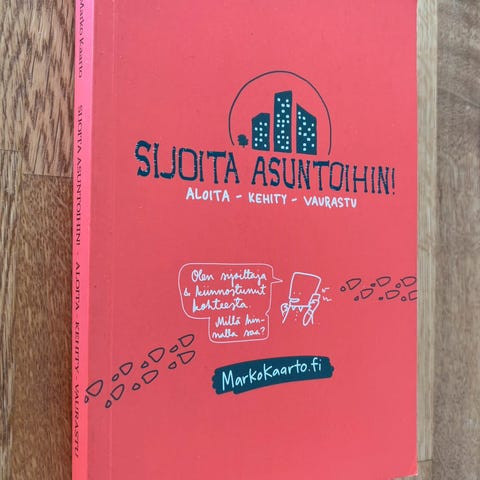 Marko Kaarto SIJOITA ASUNTOIHIN! - ALOITA - KEHITY - VAURASTU
SIJOITA ASUNTOIHIN!
ALOITA - KEHITY - VAURASTU
Olen sijoittaja
& kiinnostunut
kohteesta.
Millä hin-
nalla saa?
MarkoKaarto.fi